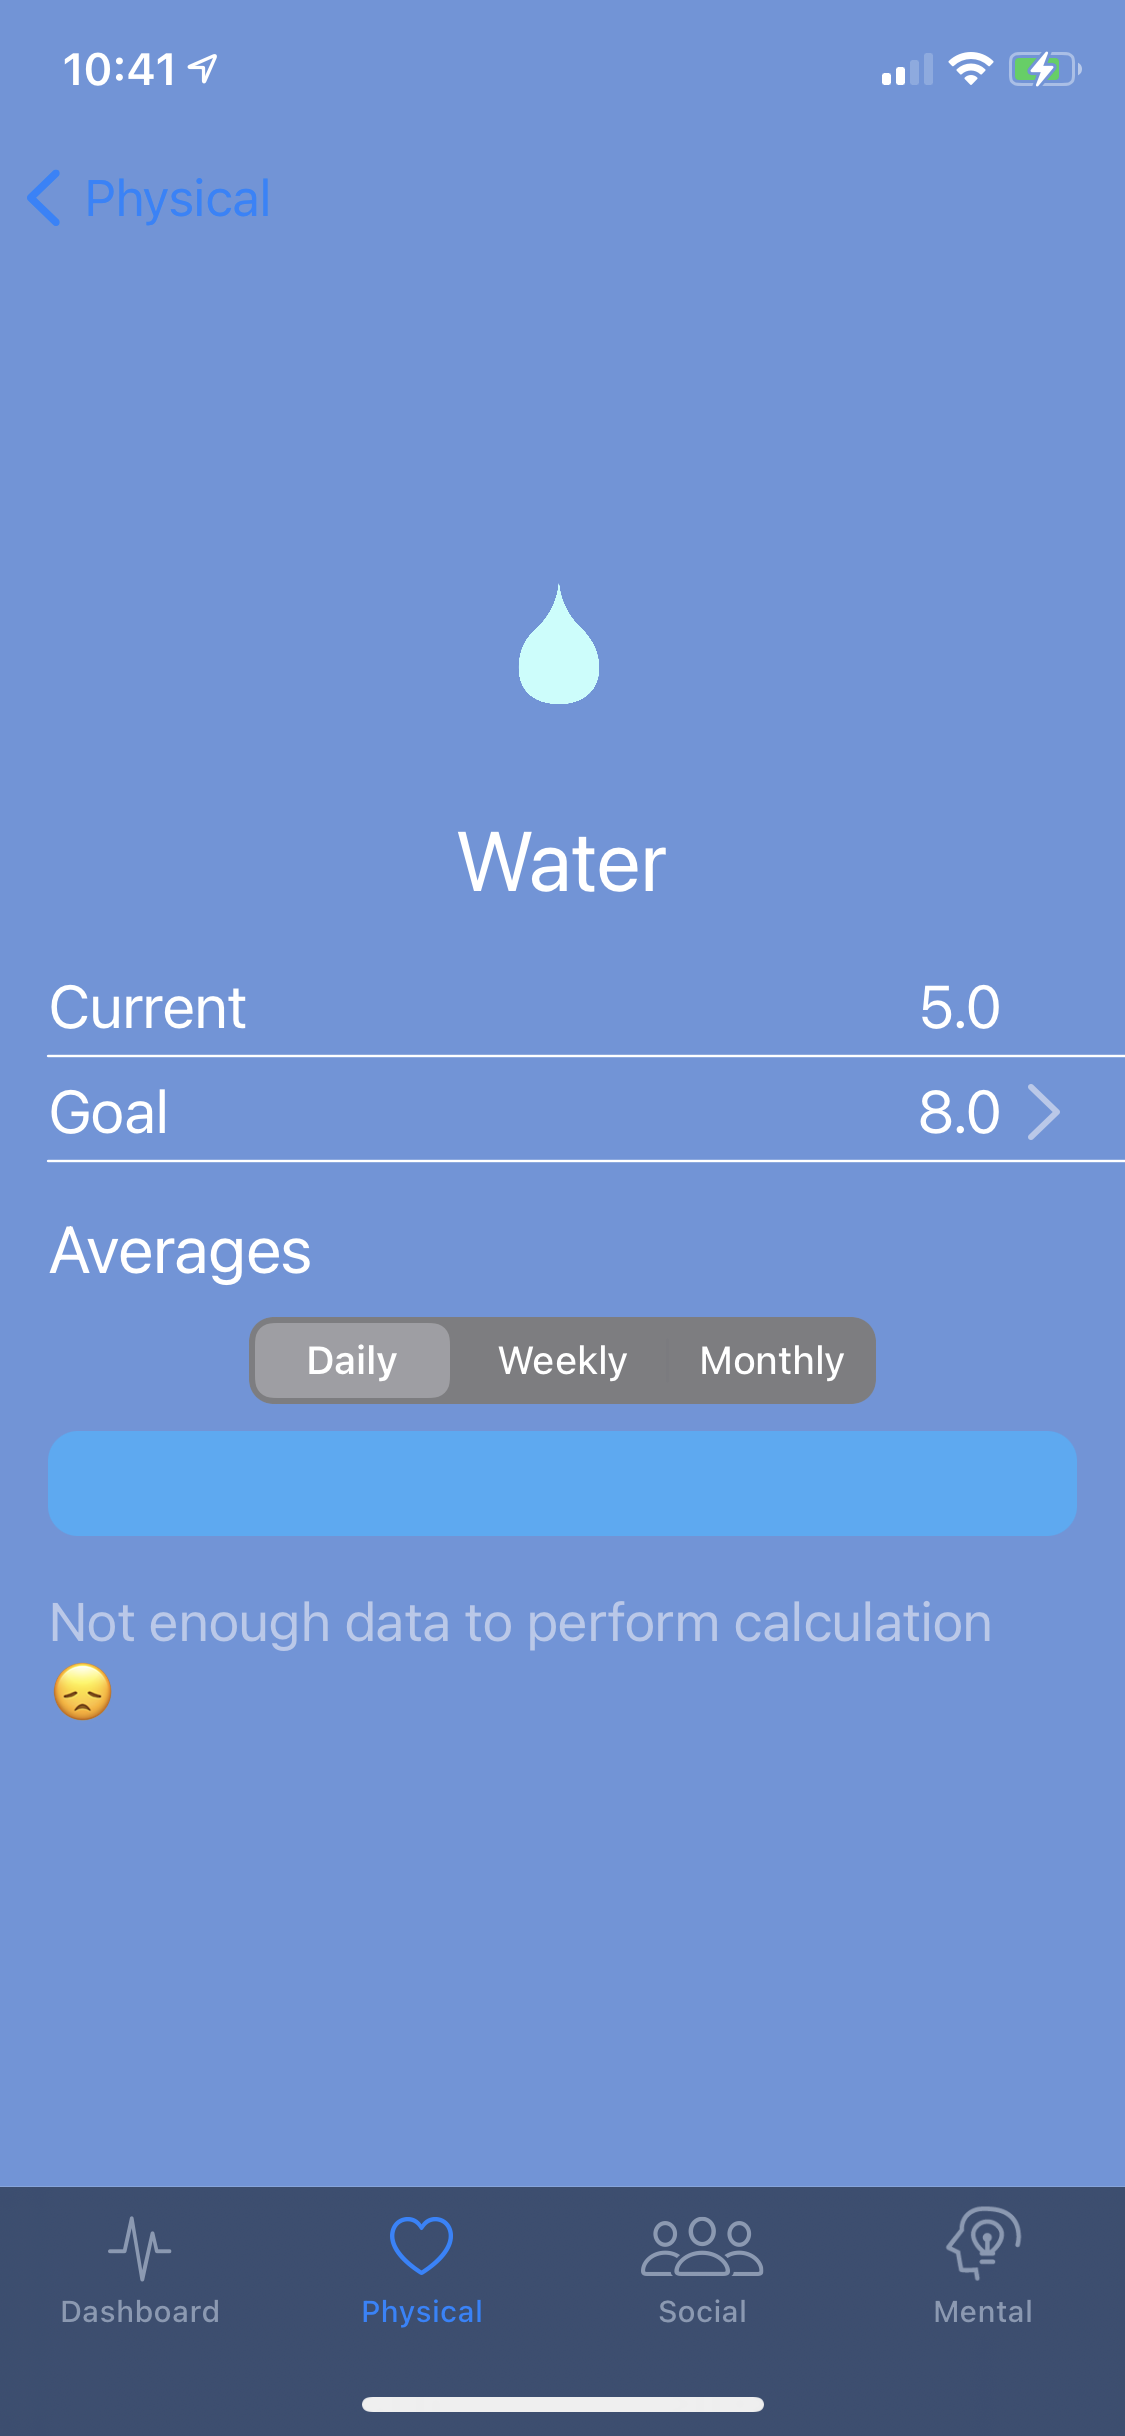 10:41
Physical
Water
Current 5.0
Goal 8.0
Averages
Daily Weekly Monthly
Not enough data to perform calculation
😞
Dashboard Physical Social Mental